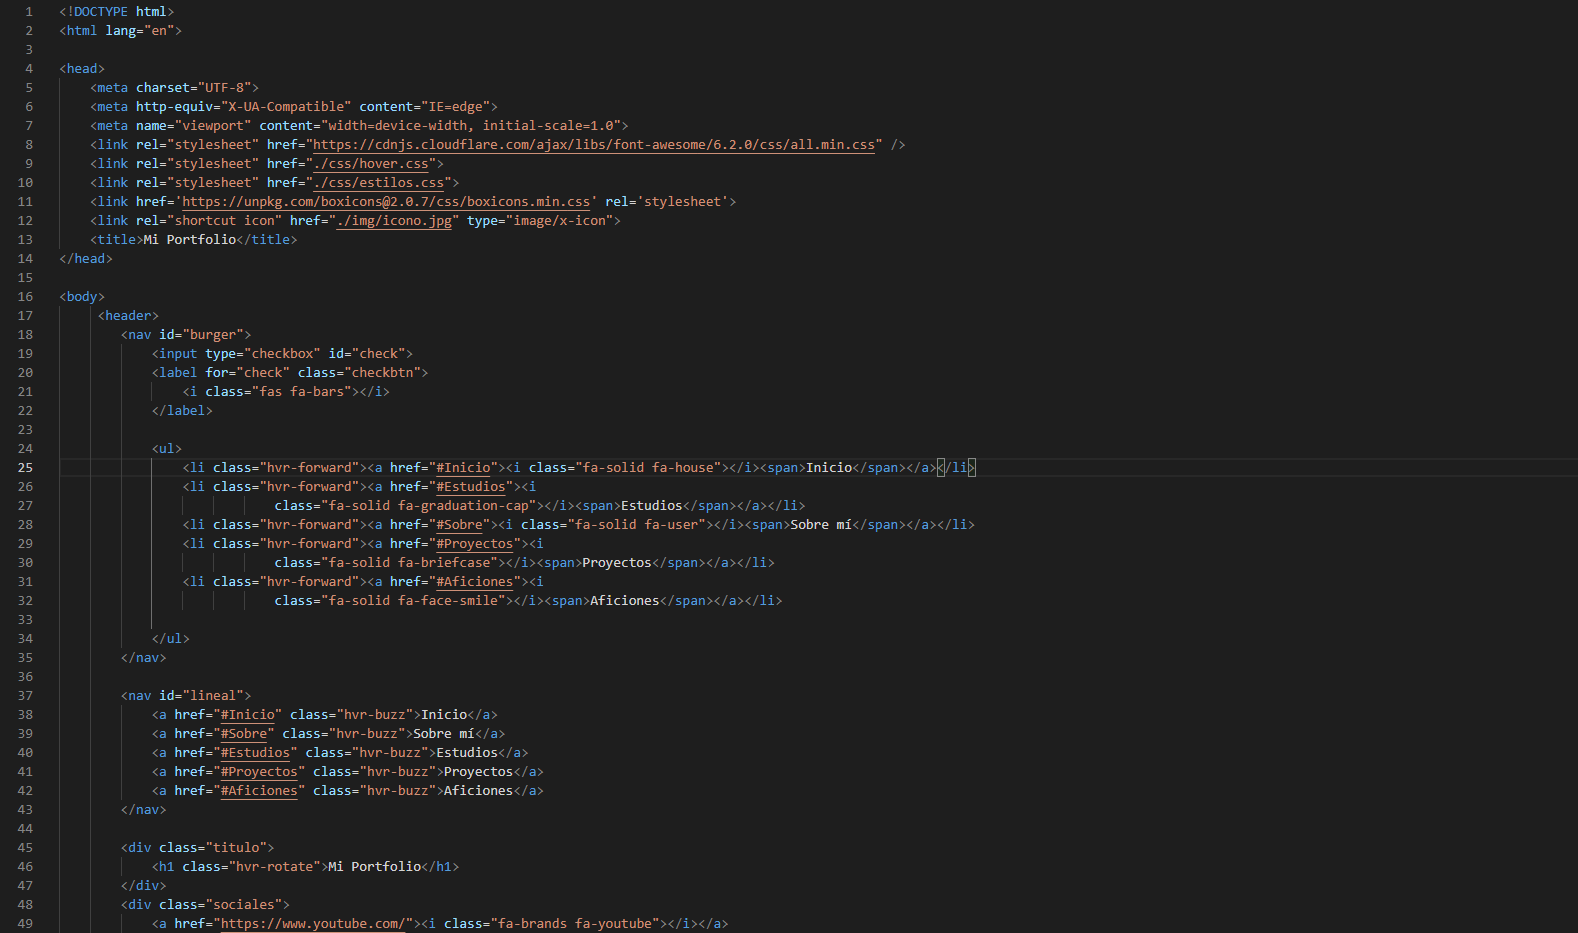 1 <!DOCTYPE html>
2 <html lang="en">
3
4 <head>
5 <meta charset="UTF-8">
6 <meta http-equiv="X-UA-Compatible" content="IE=edge">
7 <meta name="viewport" content="width=device-width, initial-scale=1.0">
8 <link rel="stylesheet" href="https://cdnjs.cloudflare.com/ajax/libs/font-awesome/6.2.0/css/all.min.css" />
9 <link rel="stylesheet" href="./css/hover.css">
10 <link rel="stylesheet" href="./css/estilos.css">
11 <link href='https://unpkg.com/boxicons@2.0.7/css/boxicons.min.css' rel='stylesheet'>
12 <link rel="shortcut icon" href="./img/icono.jpg" type="image/x-icon">
13 <title>Mi Portfolio</title>
14 </head>
15
16 <body>
17 <header>
18 <nav id="burger">
19 <input type="checkbox" id="check">
20 <label for="check" class="checkbtn">
21 <i class="fas fa-bars"></i>
22 </label>
23
24 <ul>
25 <li class="hvr-forward"><a href="#Inicio"><i class="fa-solid fa-house"></i><span>Inicio</span></a></li>
26 <li class="hvr-forward"><a href="#Estudios"><i
27 class="fa-solid fa-graduation-cap"></i><span>Estudios</span></a></li>
28 <li class="hvr-forward"><a href="#Sobre"><i class="fa-solid fa-user"></i><span>Sobre mí</span></a></li>
29 <li class="hvr-forward"><a href="#Proyectos"><i
30 class="fa-solid fa-briefcase"></i><span>Proyectos</span></a></li>
31 <li class="hvr-forward"><a href="#Aficiones"><i
32 class="fa-solid fa-face-smile"></i><span>Aficiones</span></a></li>
33
34 </ul>
35 </nav>
36
37 <nav id="lineal">
38 <a href="#Inicio" class="hvr-buzz">Inicio</a>
39 <a href="#Sobre" class="hvr-buzz">Sobre mí</a>
40 <a href="#Estudios" class="hvr-buzz">Estudios</a>
41 <a href="#Proyectos" class="hvr-buzz">Proyectos</a>
42 <a href="#Aficiones" class="hvr-buzz">Aficiones</a>
43 </nav>
44
45 <div class="titulo">
46 <h1 class="hvr-rotate">Mi Portfolio</h1>
47 </div>
48 <div class="sociales">
49 <a href="https://www.youtube.com/"><i class="fa-brands fa-youtube"></i></a>